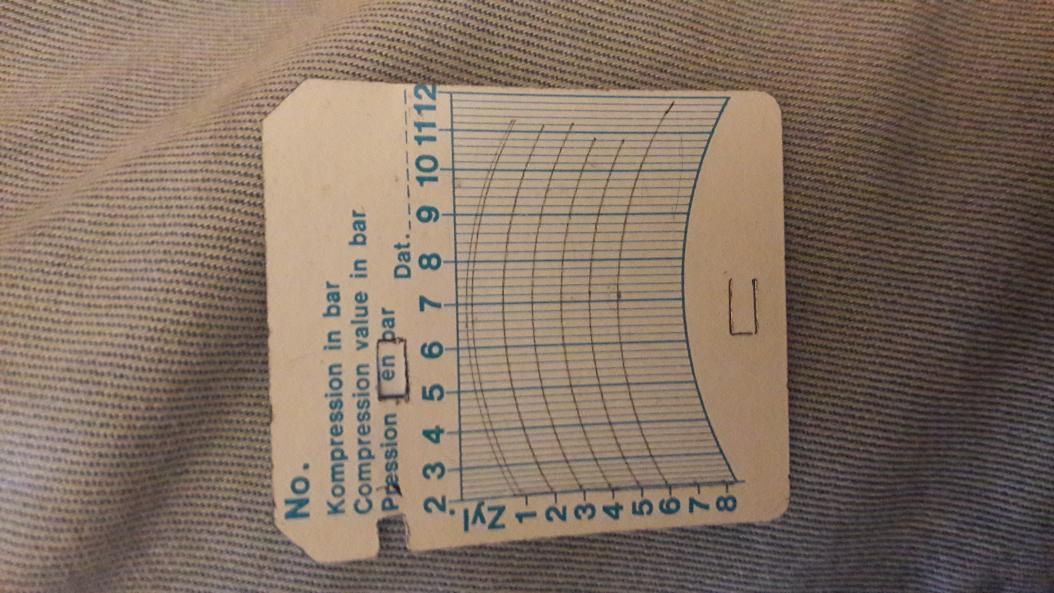 No.
Kompression in bar
Compression value in bar
Pression en bar Dat.
2 3 4 5 6 7 8 9 10 11 12
N
1
2
3
4
5
6
7
8